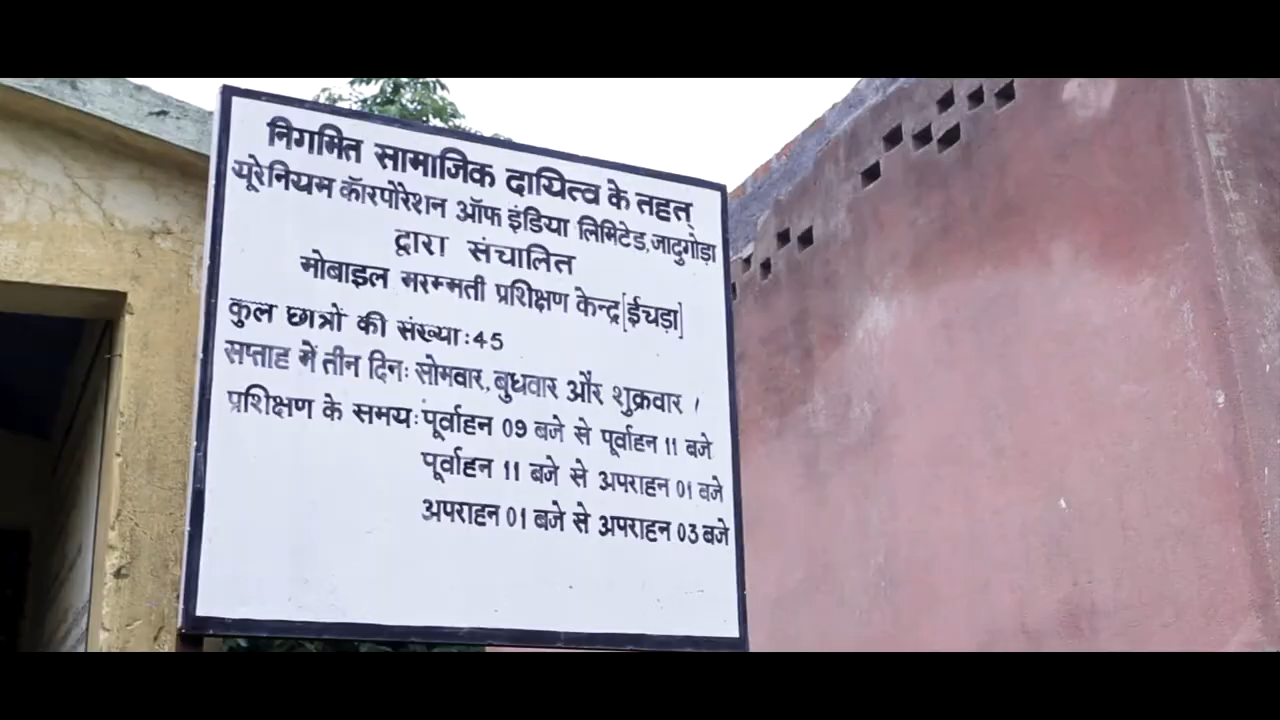 निगमित सामाजिक दायित्व के तहत्
यूरेनियम कॉरपोरेशन ऑफ इंडिया लिमिटेड,जादुगोड़ा
द्वारा संचालित
मोबाइल मरम्मती प्रशिक्षण केन्द्र[ईचड़ा]
कुल छात्रों की संख्या:45
सप्ताह में तीन दिन: सोमवार, बुधवार और शुक्रवार ।
प्रशिक्षण के समय:पूर्वाहन 09 बजे से पूर्वाहन 11 बजे
पूर्वाहन 11 बजे से अपराहन 01 बजे
अपराहन 01 बजे से अपराहन 03 बजे